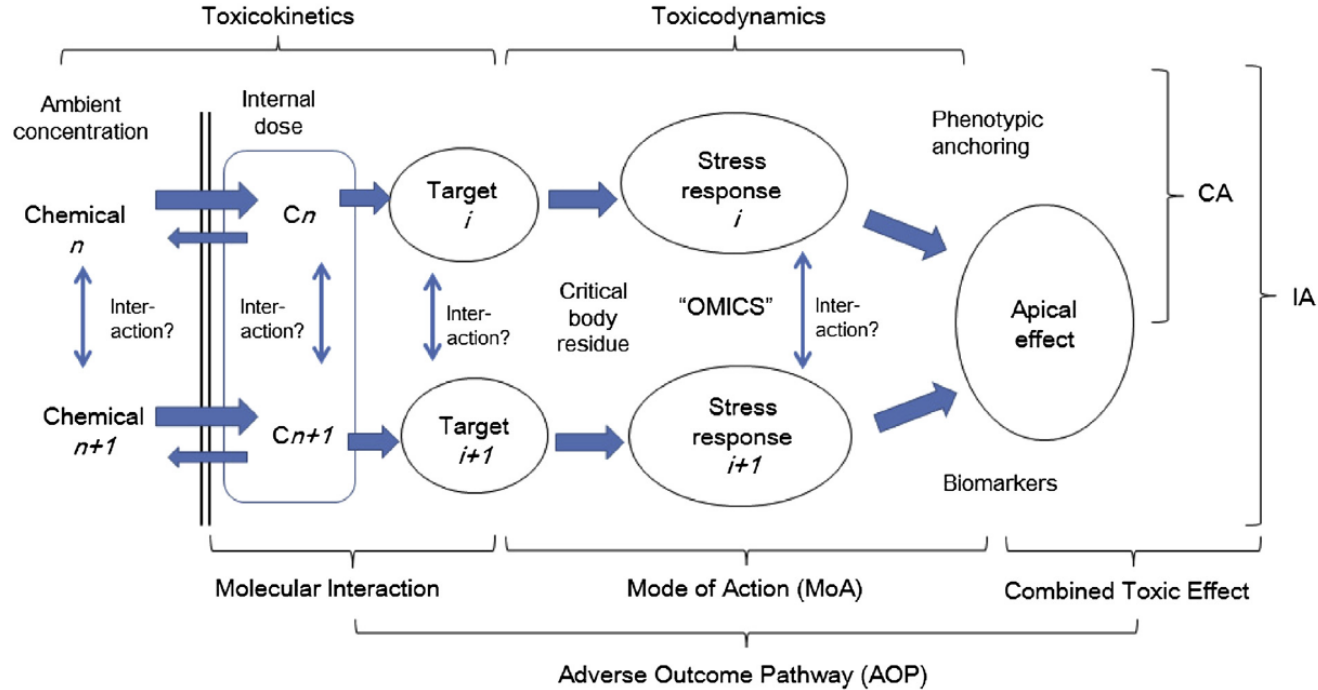 Toxicokinetics
Toxicodynamics
Ambient
concentration
Internal
dose
Phenotypic
anchoring
Chemical
n
Cn
Target
i
Stress
response
i
CA
IA
Inter-
action?
Inter-
action?
Inter-
action?
Critical
body
residue
“OMICS”
Inter-
action?
Apical
effect
Chemical
n+1
Cn+1
Target
i+1
Stress
response
i+1
Biomarkers
Molecular Interaction
Mode of Action (MoA)
Combined Toxic Effect
Adverse Outcome Pathway (AOP)